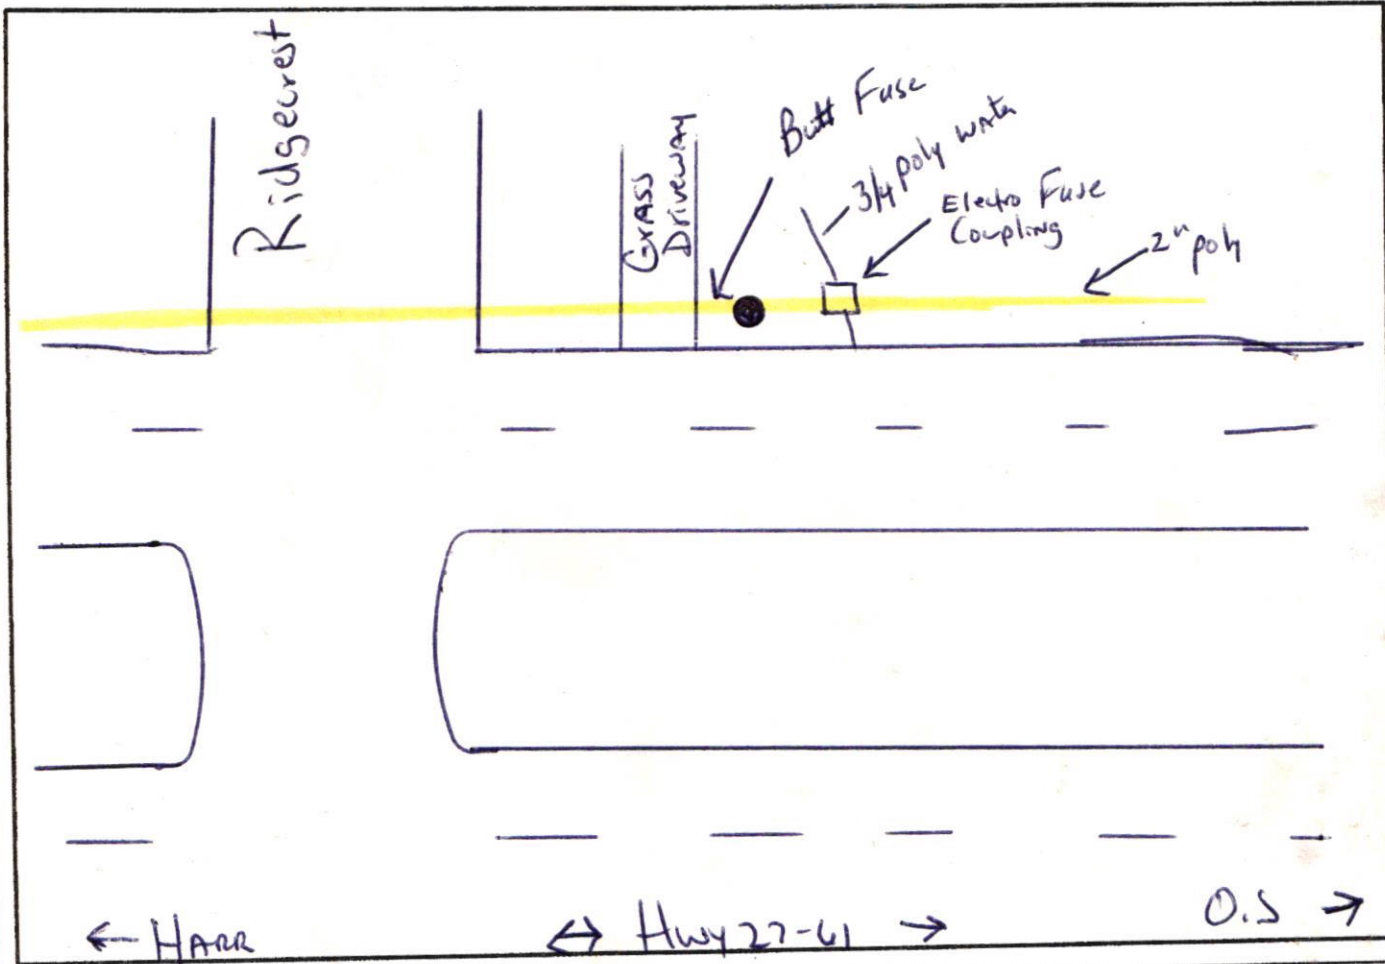 Ridgecrest
Grass
Driveway
Butt Fuse
3/4 poly water
Electro Fuse
Coupling
2" poly
← HARR
↔ Hwy 27-61 →
O.S →